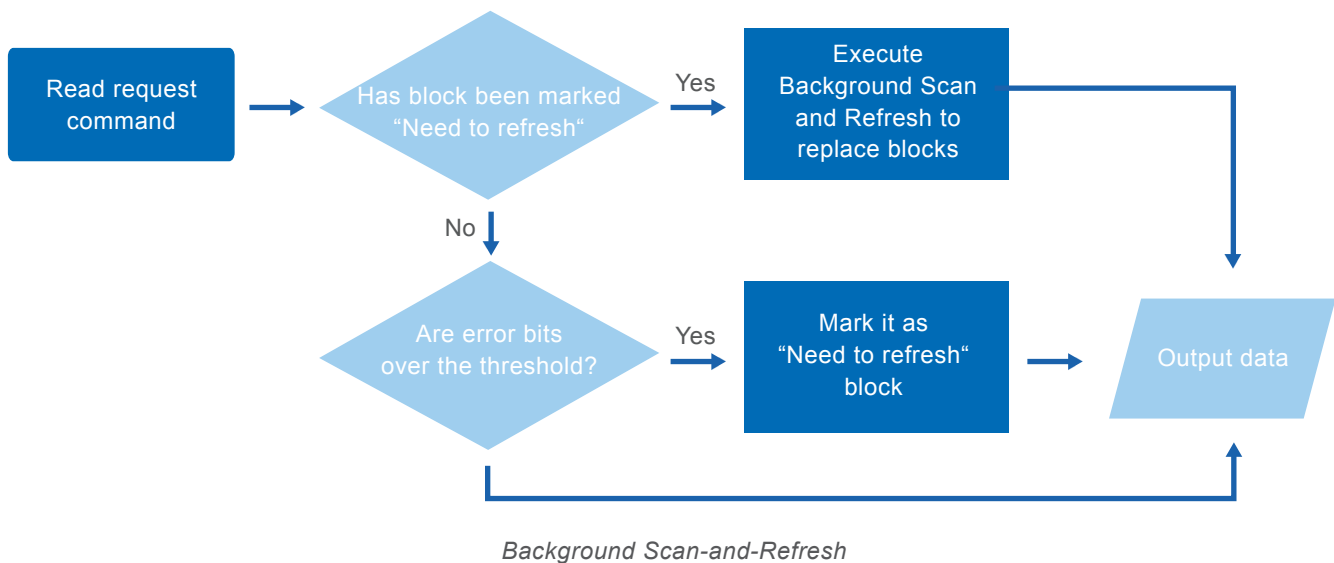 Read request
command
Has block been marked
“Need to refresh“
Yes
Execute
Background Scan
and Refresh to
replace blocks
No
Are error bits
over the threshold?
Yes
Mark it as
“Need to refresh“
block
Output data
Background Scan-and-Refresh